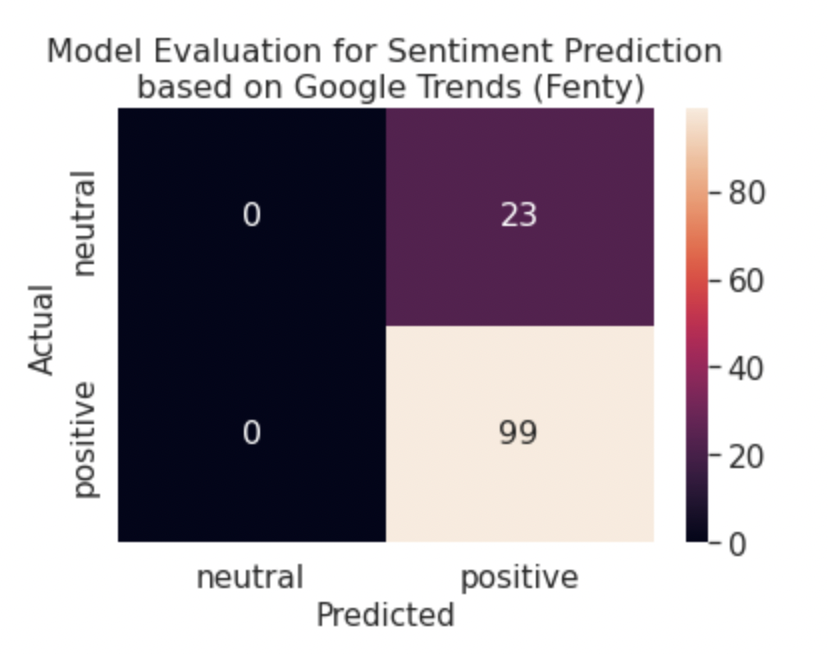 Model Evaluation for Sentiment Prediction
based on Google Trends (Fenty)
neutral
0
23
positive
0
99
Actual
neutral
positive
Predicted
80
60
40
20
0